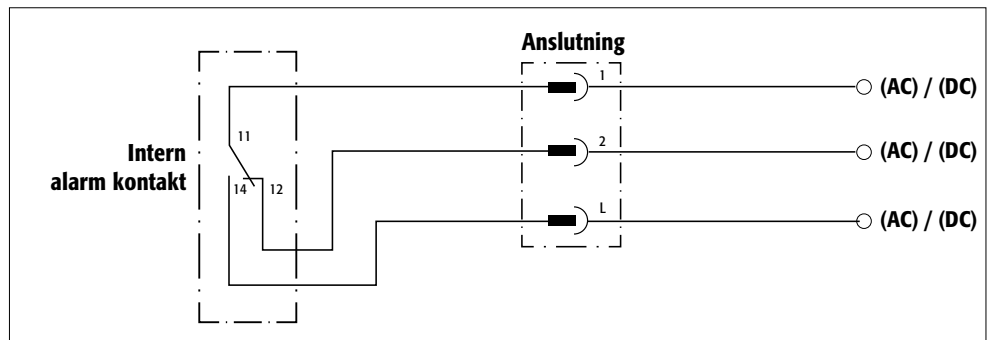 Anslutning
1
(AC) / (DC)
11
Intern
alarm kontakt
2
(AC) / (DC)
14
12
L
(AC) / (DC)